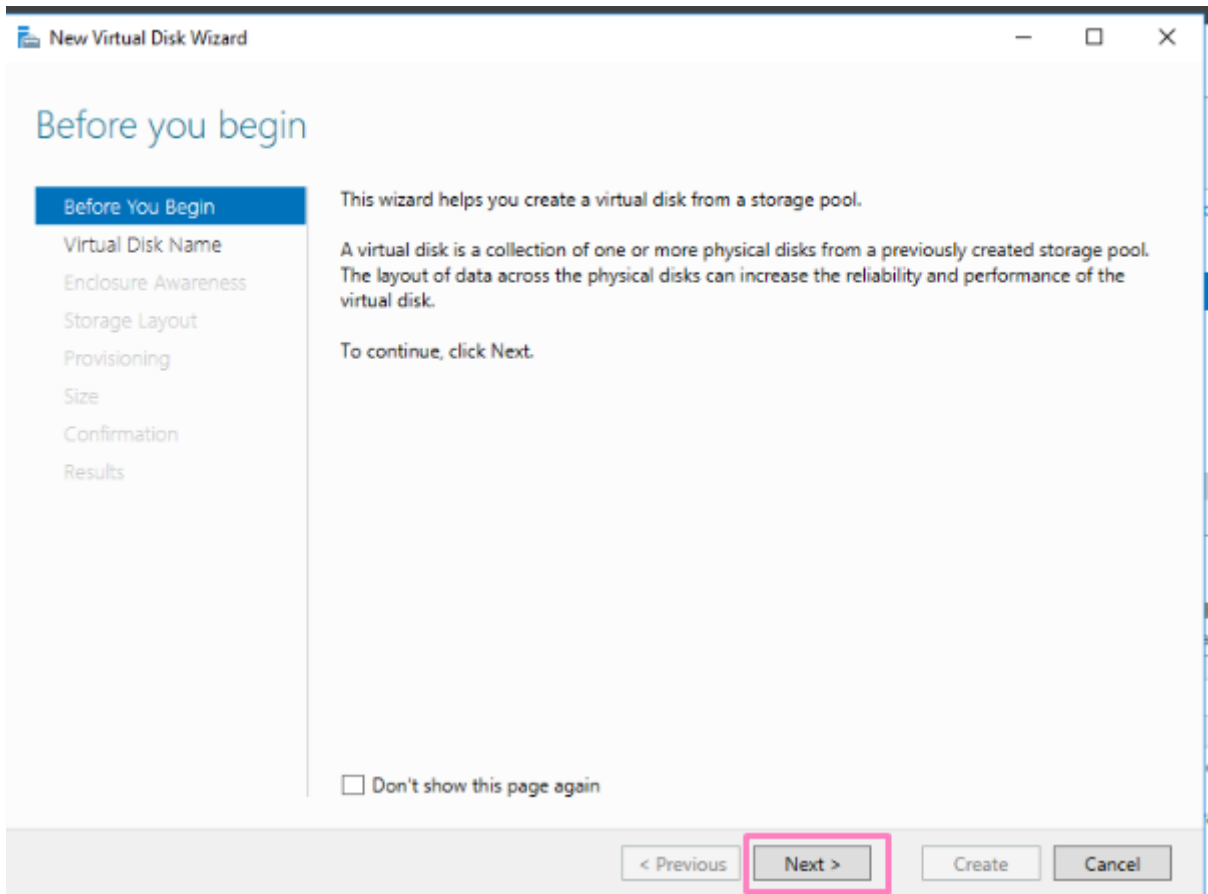 New Virtual Disk Wizard
Before you begin
Before You Begin
Virtual Disk Name
Enclosure Awareness
Storage Layout
Provisioning
Size
Confirmation
Results
This wizard helps you create a virtual disk from a storage pool.
A virtual disk is a collection of one or more physical disks from a previously created storage pool.
The layout of data across the physical disks can increase the reliability and performance of the
virtual disk.
To continue, click Next.
Don't show this page again
< Previous
Next >
Create
Cancel